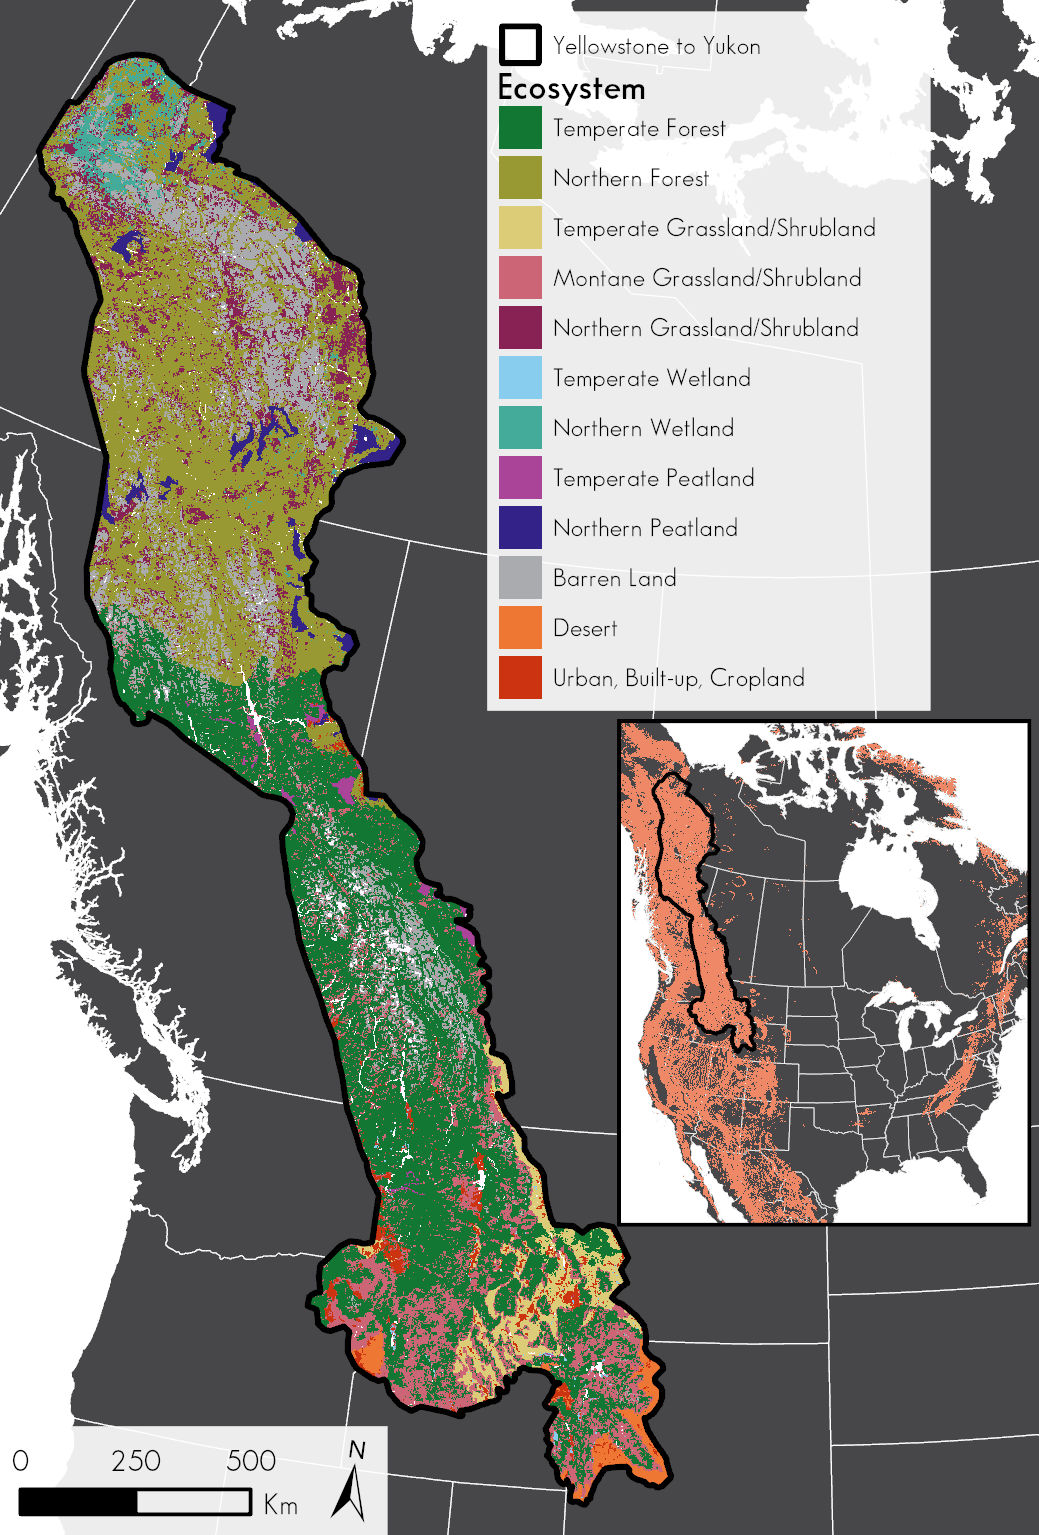 Yellowstone to Yukon
Ecosystem
Temperate Forest
Northern Forest
Temperate Grassland/Shrubland
Montane Grassland/Shrubland
Northern Grassland/Shrubland
Temperate Wetland
Northern Wetland
Temperate Peatland
Northern Peatland
Barren Land
Desert
Urban, Built-up, Cropland
0 250 500
Km
N